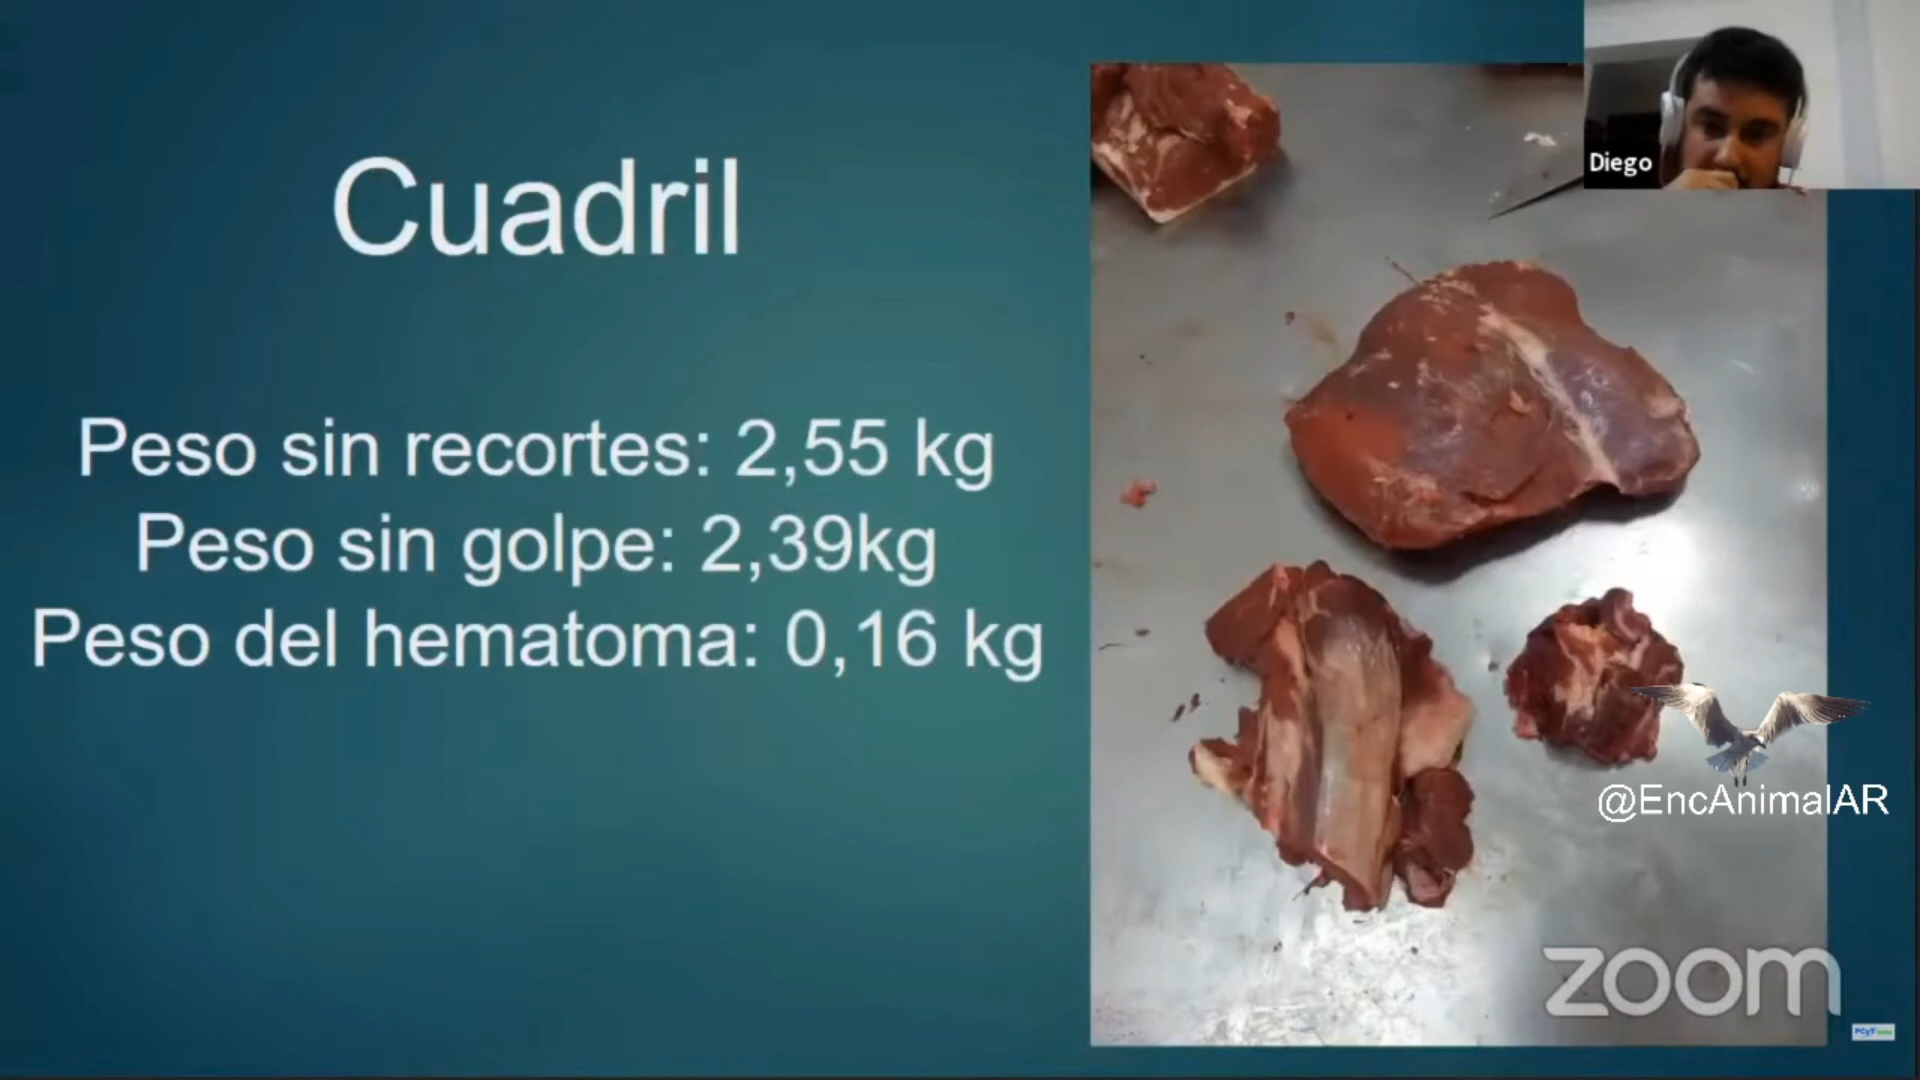 Cuadril
Peso sin recortes: 2,55 kg
Peso sin golpe: 2,39kg
Peso del hematoma: 0,16 kg
Diego
@EncAnimalAR
zoom